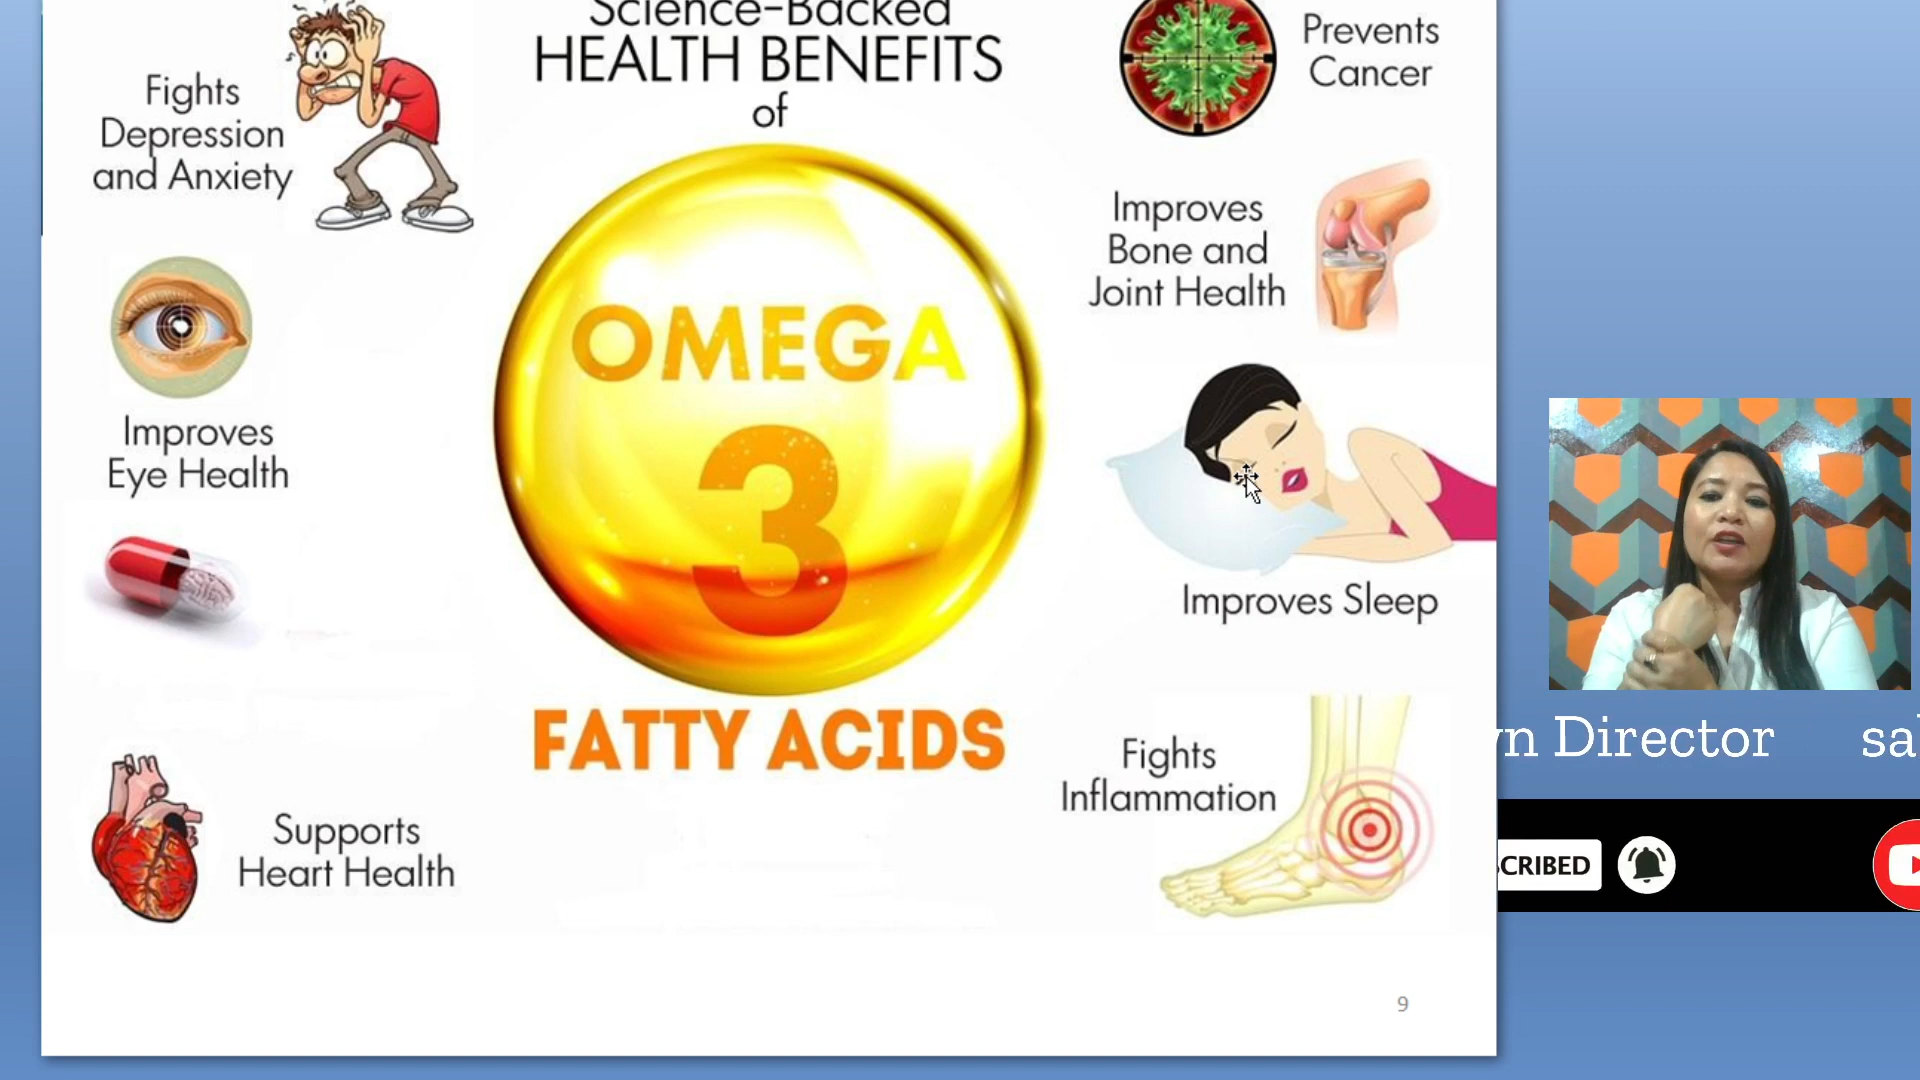 Science-Backed
HEALTH BENEFITS
of
OMEGA
3
FATTY ACIDS
Fights
Depression
and Anxiety
Improves
Eye Health
Supports
Heart Health
Prevents
Cancer
Improves
Bone and
Joint Health
Improves Sleep
Fights
Inflammation
9
Director
CRIBED